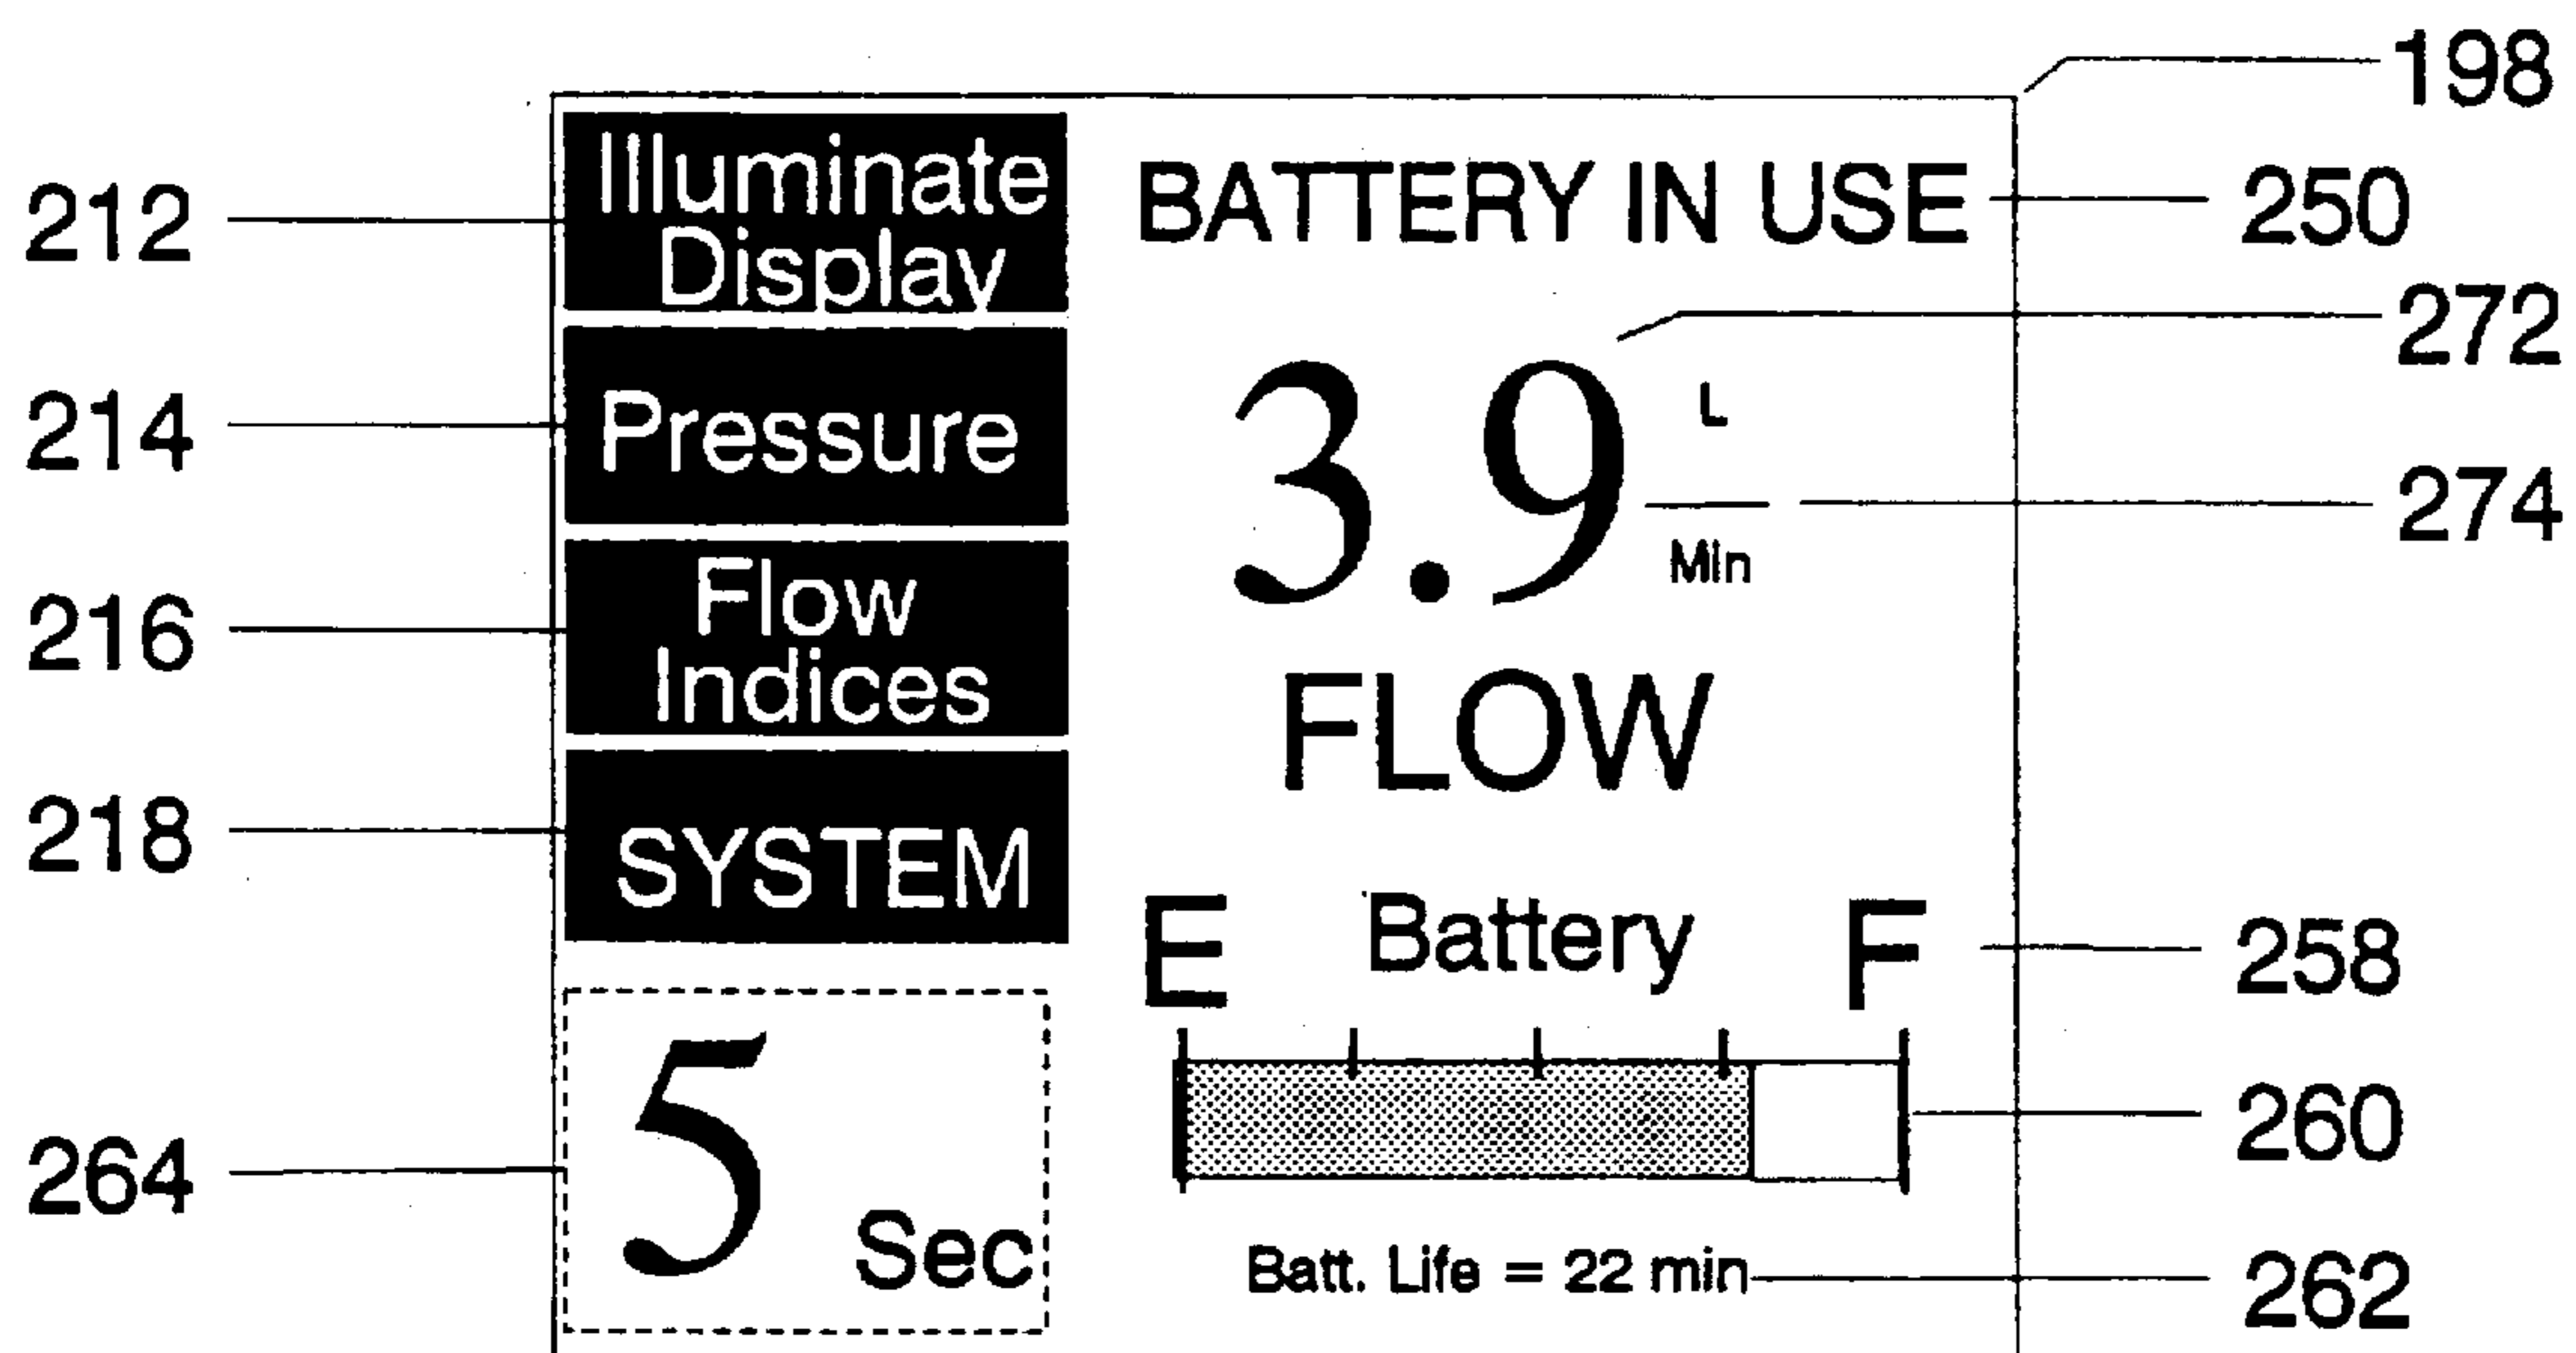 198
212
Illuminate
Display
BATTERY IN USE
250
272
214
Pressure
3.9
L
Min
274
216
Flow
Indices
FLOW
218
SYSTEM
E Battery F
258
260
264
5 Sec
Batt. Life = 22 min
262